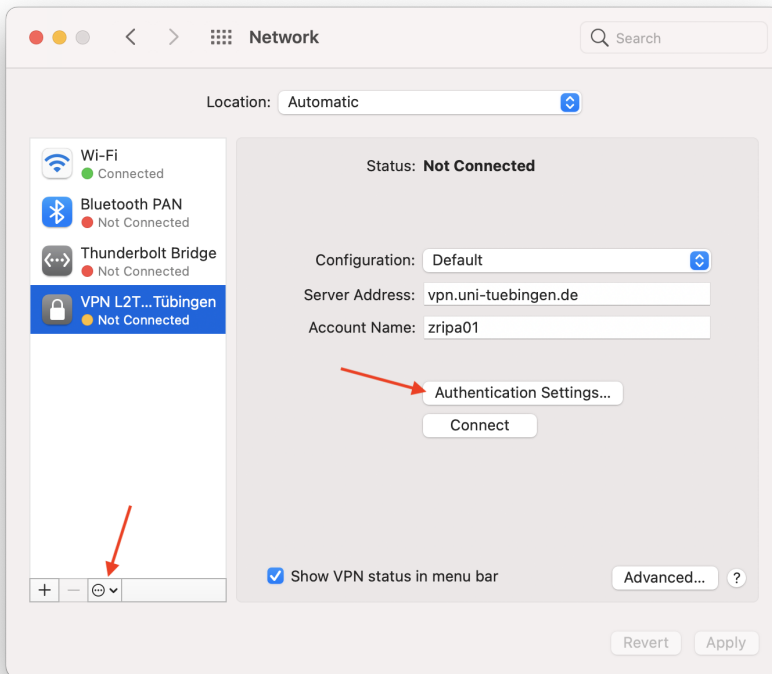 Network
Search
Location: Automatic
Wi-Fi
Connected
Bluetooth PAN
Not Connected
Thunderbolt Bridge
Not Connected
VPN L2T...Tübingen
Not Connected
Status: Not Connected
Configuration: Default
Server Address: vpn.uni-tuebingen.de
Account Name: zripa01
Authentication Settings...
Connect
Show VPN status in menu bar
Advanced...
?
Revert
Apply